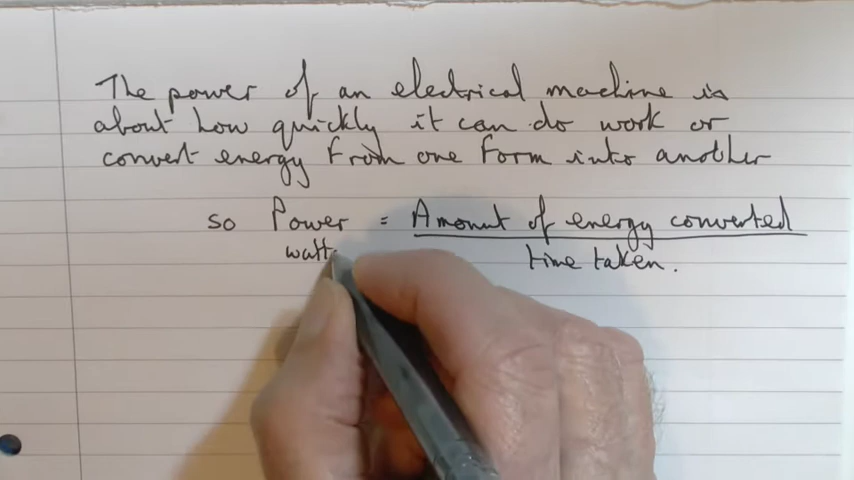 The power of an electrical machine is
about how quickly it can do work or
convert energy from one form into another
so Power = Amount of energy converted
watt time taken.